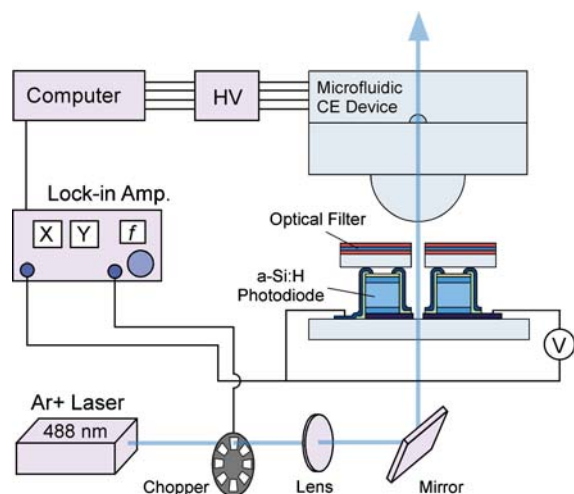 Computer
HV
Microfluidic
CE Device
Lock-in Amp.
X
Y
f
Optical Filter
a-Si:H
Photodiode
V
Ar+ Laser
488 nm
Chopper
Lens
Mirror